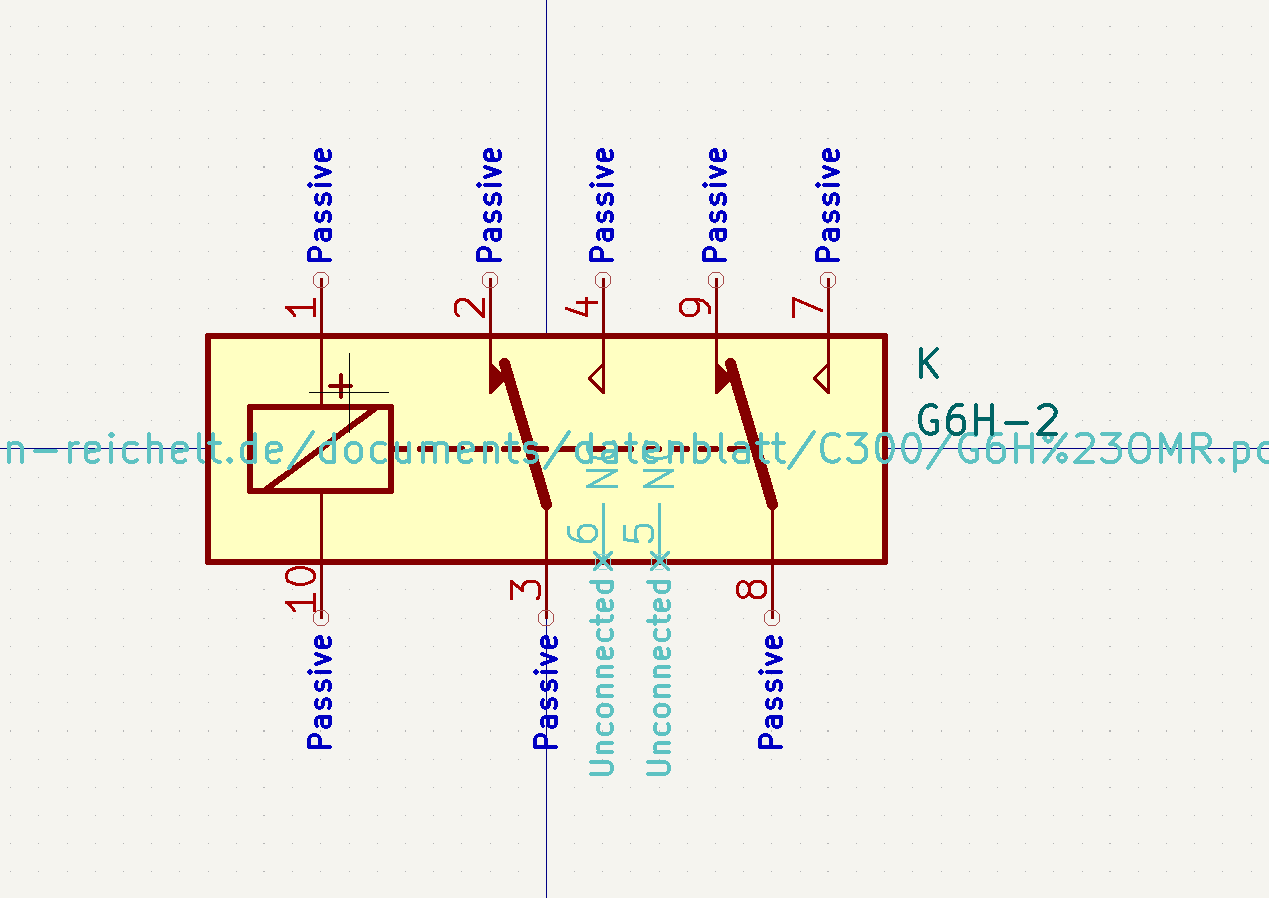 Passive
Passive
Passive
Passive
Passive
1
2
4
9
7
K
G6H-2
+
n-reichelt.de/documents/datenblatt/C300/G6H%23OMR.p
NC
NC
6
5
10
3
8
Passive
Passive
Unconnected
Unconnected
Passive